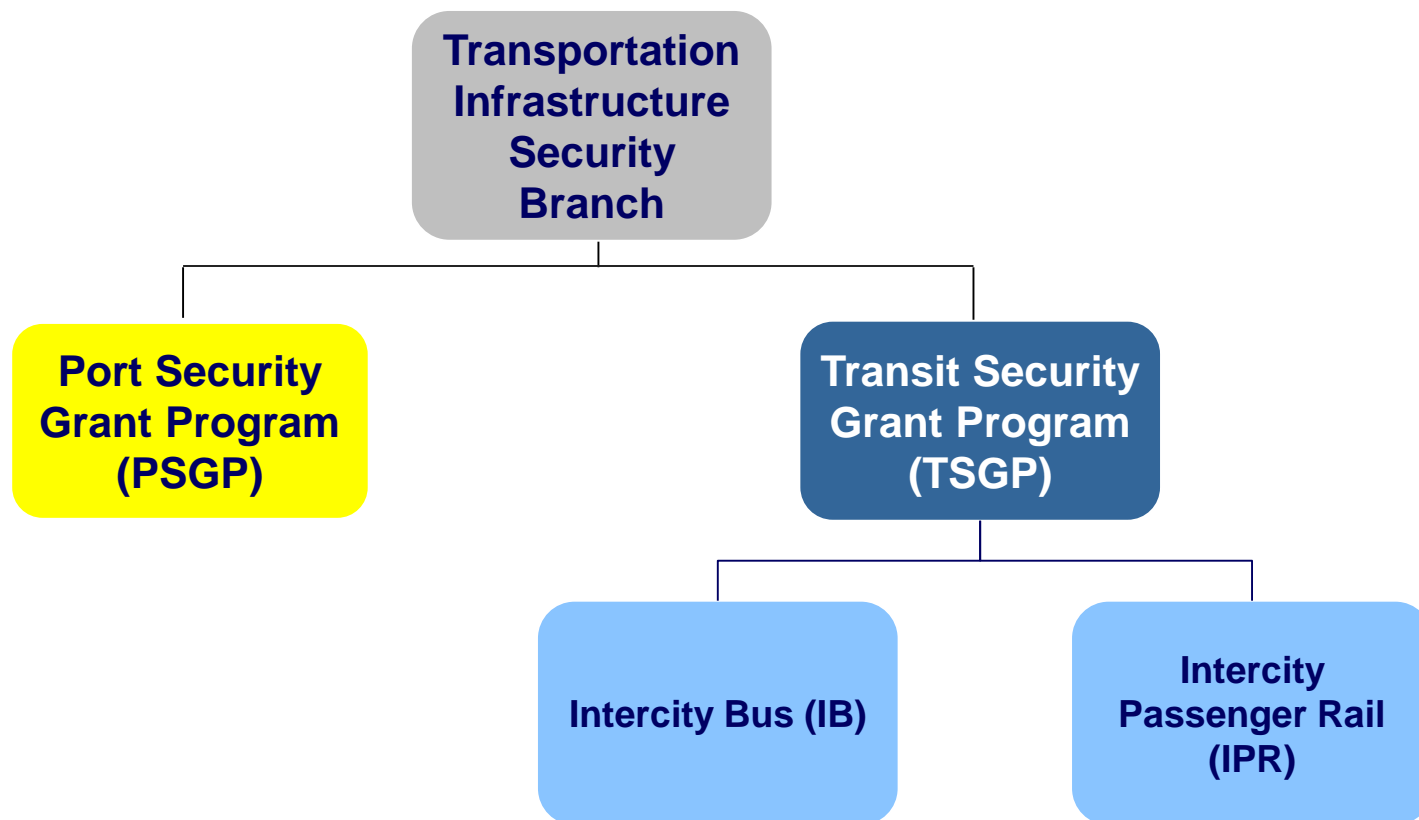 Transportation
Infrastructure
Security
Branch
Port Security
Grant Program
(PSGP)
Transit Security
Grant Program
(TSGP)
Intercity Bus (IB)
Intercity
Passenger Rail
(IPR)